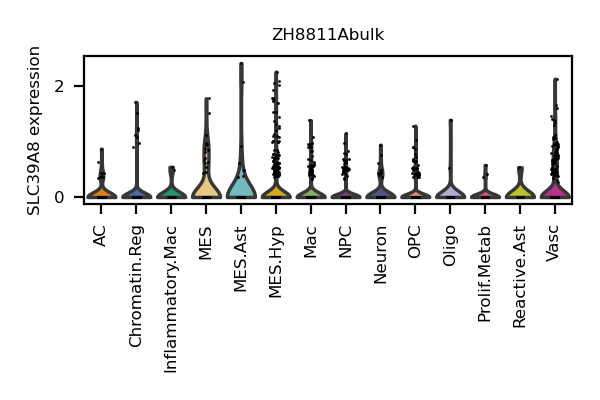 ZH8811Abulk
SLC39A8 expression
2
0
AC
Chromatin.Reg
Inflammatory.Mac
MES
MES.Ast
MES.Hyp
Mac
NPC
Neuron
OPC
Oligo
Prolif.Metab
Reactive.Ast
Vasc